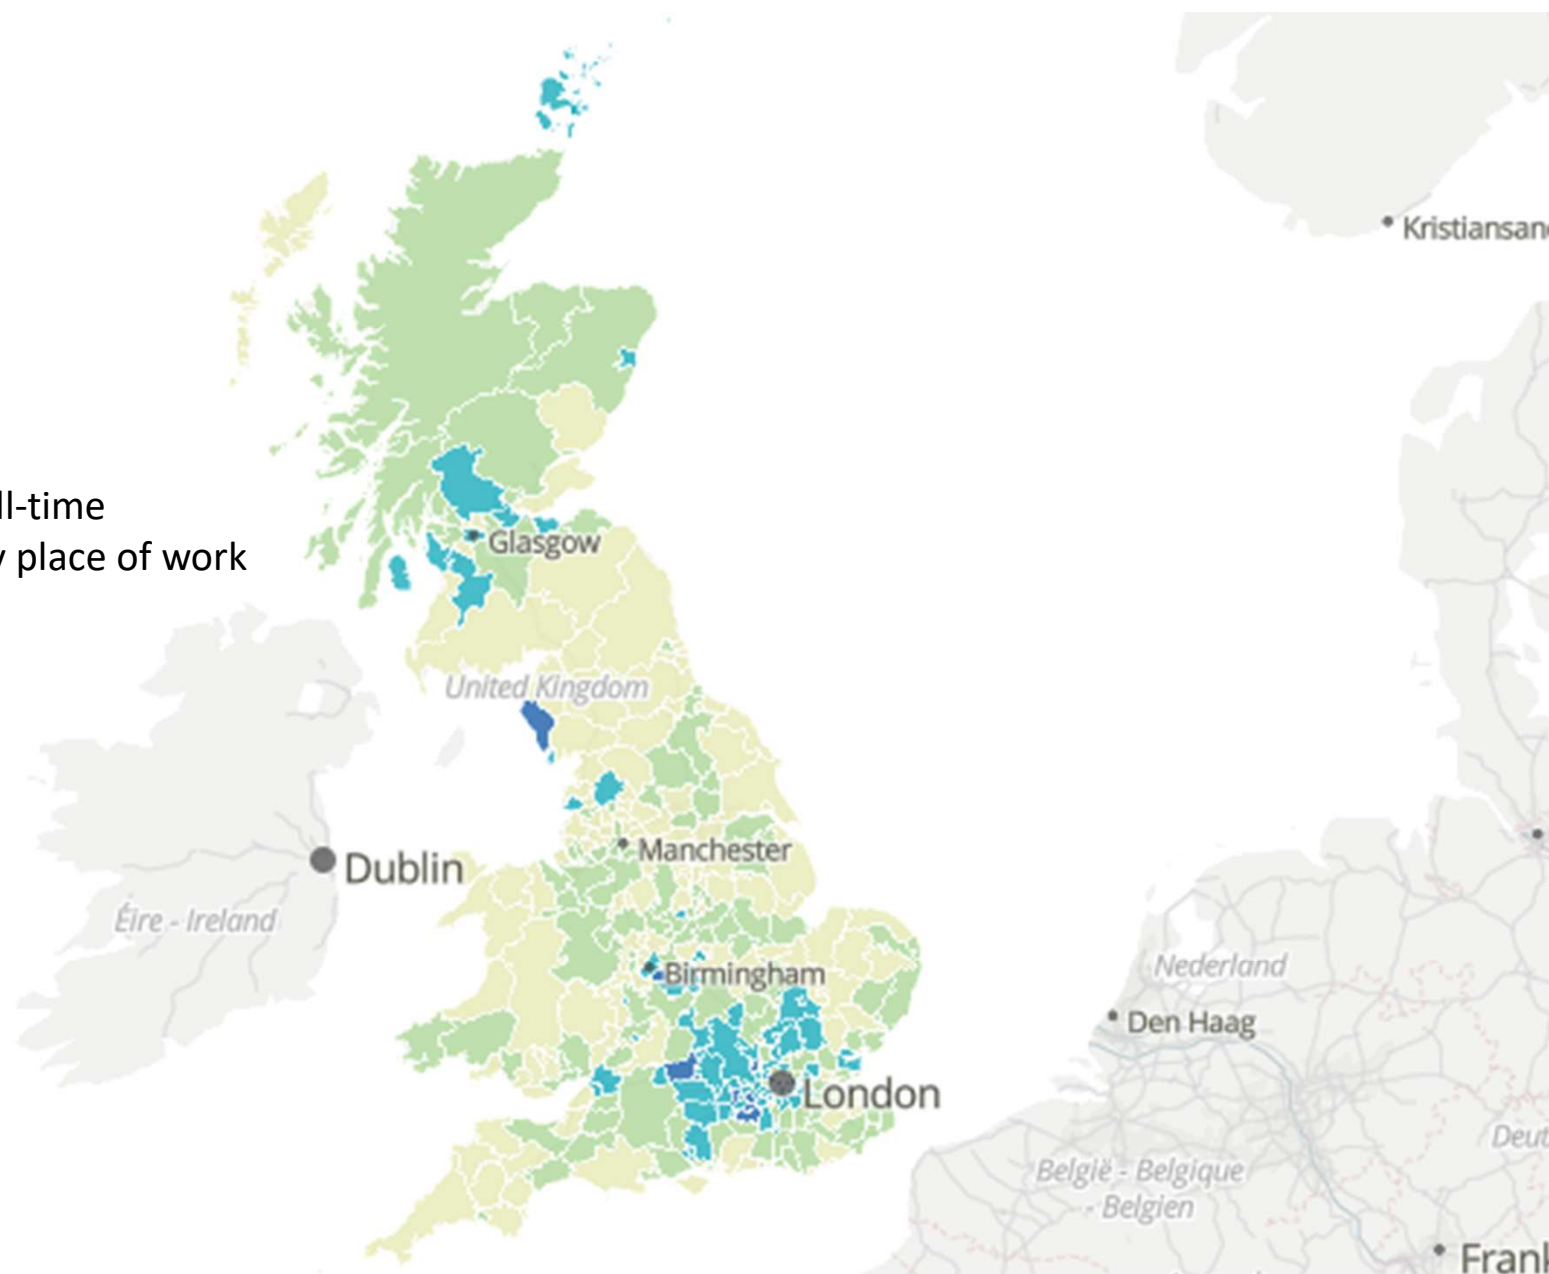 ll-time
y place of work
Kristiansan
Glasgow
United Kingdom
Manchester
Dublin
Éire - Ireland
Birmingham
Nederland
Den Haag
London
Deut
België - Belgique
- Belgien
Frank